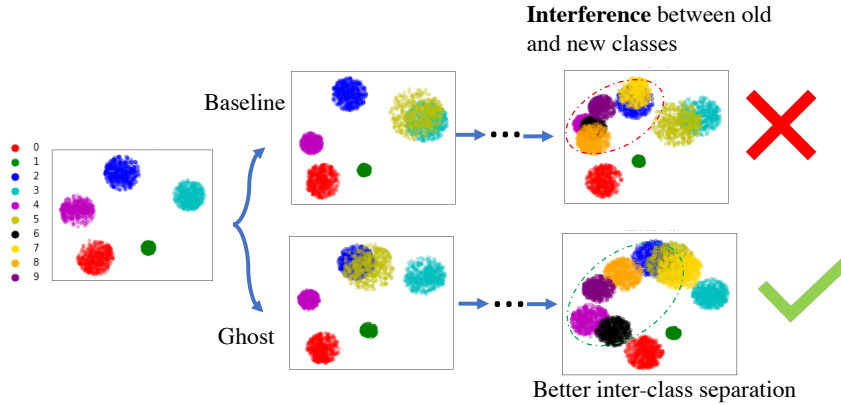 Interference between old
and new classes
Baseline
0
1
2
3
4
5
6
7
8
9
Ghost
Better inter-class separation